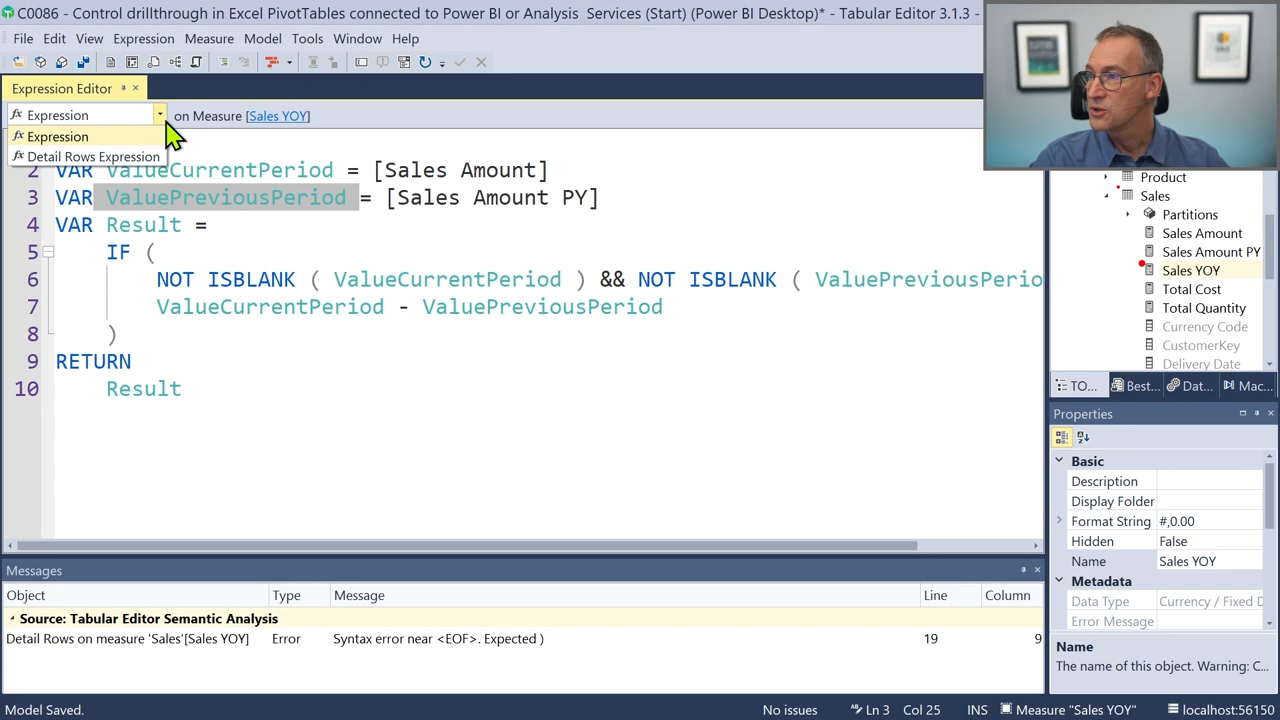 C0086 - Control drillthrough in Excel PivotTables connected to Power BI or Analysis Services (Start) (Power BI Desktop)* - Tabular Editor 3.1.3
File Edit View Expression Measure Model Tools Window Help
Expression Editor
Expression on Measure [Sales YOY]
Expression
Detail Rows Expression
2 VAR ValueCurrentPeriod = [Sales Amount]
3 VAR ValuePreviousPeriod = [Sales Amount PY]
4 VAR Result =
5 IF (
6 NOT ISBLANK ( ValueCurrentPeriod ) && NOT ISBLANK ( ValuePreviousPerio
7 ValueCurrentPeriod - ValuePreviousPeriod
8 )
9 RETURN
10 Result
Product
Sales
Partitions
Sales Amount
Sales Amount PY
Sales YOY
Total Cost
Total Quantity
Currency Code
CustomerKey
Delivery Date
TO... Best... Dat... Mac...
Properties
Basic
Description
Display Folder
Format String #,0.00
Hidden False
Name Sales YOY
Metadata
Data Type Currency / Fixed D
Error Message
Name
The name of this object. Warning: C...
Messages
Object Type Message Line Column
Source: Tabular Editor Semantic Analysis
Detail Rows on measure 'Sales'[Sales YOY] Error Syntax error near <EOF>. Expected ) 19 9
Model Saved. No issues Ln 3 Col 25 INS Measure "Sales YOY" localhost:56150